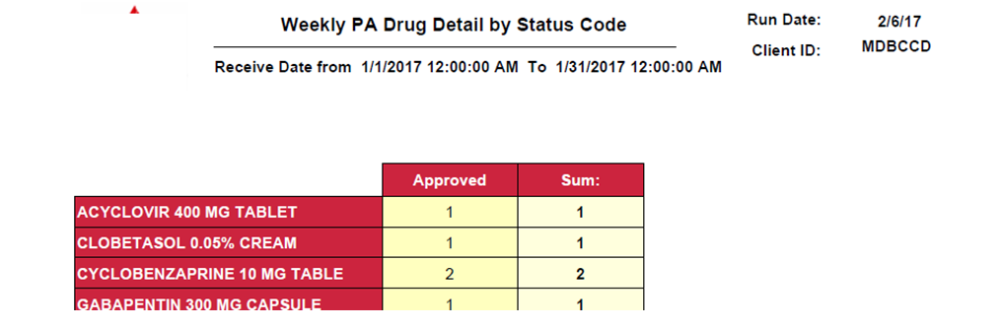 Weekly PA Drug Detail by Status Code
Run Date: 2/6/17
Client ID: MDBCCD
Receive Date from 1/1/2017 12:00:00 AM To 1/31/2017 12:00:00 AM
Approved Sum:
ACYCLOVIR 400 MG TABLET 1 1
CLOBETASOL 0.05% CREAM 1 1
CYCLOBENZAPRINE 10 MG TABLE 2 2
GABAPENTIN 300 MG CAPSULE 1 1